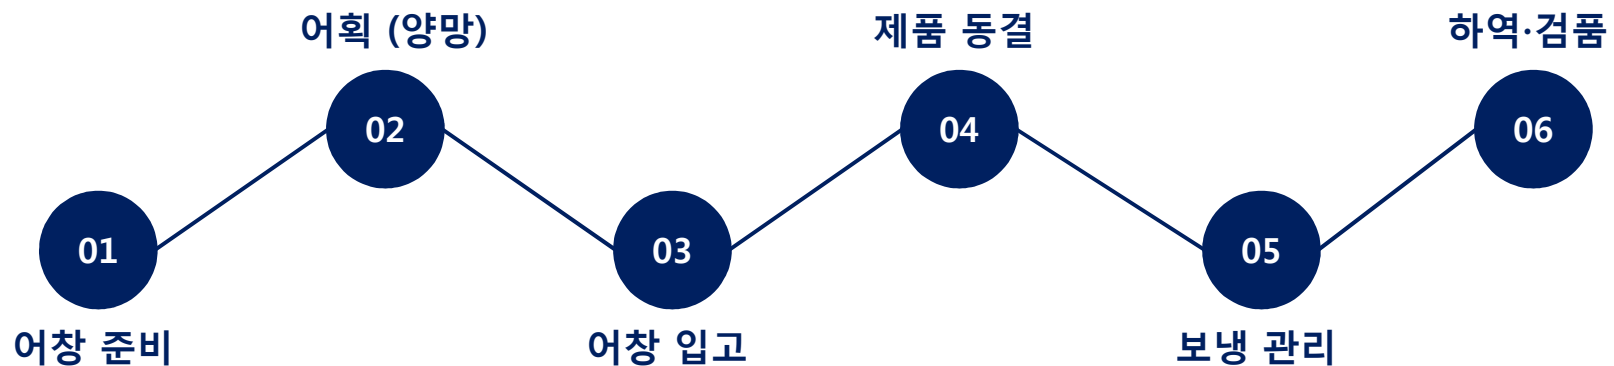 01
어창 준비
어획 (양망)
02
03
어창 입고
제품 동결
04
05
보냉 관리
하역·검품
06